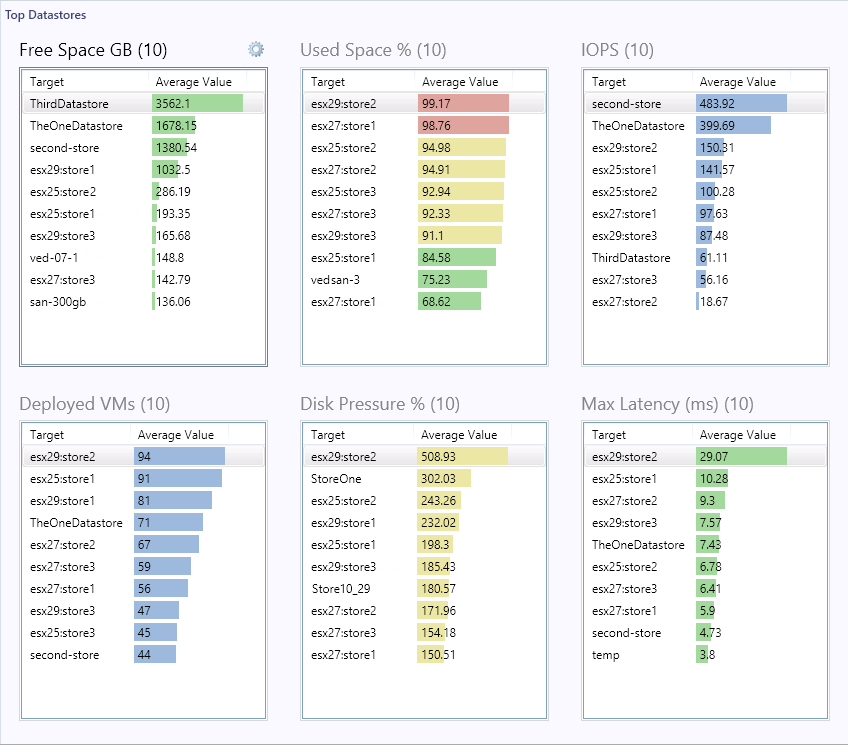 Top Datastores
Free Space GB (10)
Target Average Value
ThirdDatastore 3562.1
TheOneDatastore 1678.15
second-store 1380.54
esx29:store1 1032.5
esx25:store2 286.19
esx25:store1 193.35
esx29:store3 165.68
ved-07-1 148.8
esx27:store3 142.79
san-300gb 136.06
Used Space % (10)
Target Average Value
esx29:store2 99.17
esx27:store1 98.76
esx25:store2 94.98
esx27:store2 94.91
esx25:store3 92.94
esx27:store3 92.33
esx29:store3 91.1
esx25:store1 84.58
vedsan-3 75.23
esx27:store1 68.62
IOPS (10)
Target Average Value
second-store 483.92
TheOneDatastore 399.69
esx29:store2 150.31
esx25:store1 141.57
esx25:store2 100.28
esx27:store1 97.63
esx29:store3 87.48
ThirdDatastore 61.11
esx27:store3 56.16
esx27:store2 18.67
Deployed VMs (10)
Target Average Value
esx29:store2 94
esx25:store1 91
esx29:store1 81
TheOneDatastore 71
esx27:store2 67
esx27:store3 59
esx27:store1 56
esx29:store3 47
esx25:store3 45
second-store 44
Disk Pressure % (10)
Target Average Value
esx29:store2 508.93
StoreOne 302.03
esx25:store2 243.26
esx29:store1 232.02
esx25:store1 198.3
esx29:store3 185.43
Store10_29 180.57
esx27:store2 171.96
esx27:store3 154.18
esx27:store1 150.51
Max Latency (ms) (10)
Target Average Value
esx29:store2 29.07
esx25:store1 10.28
esx27:store2 9.3
esx29:store3 7.57
TheOneDatastore 7.43
esx25:store2 6.78
esx27:store3 6.41
esx27:store1 5.9
second-store 4.73
temp 3.8